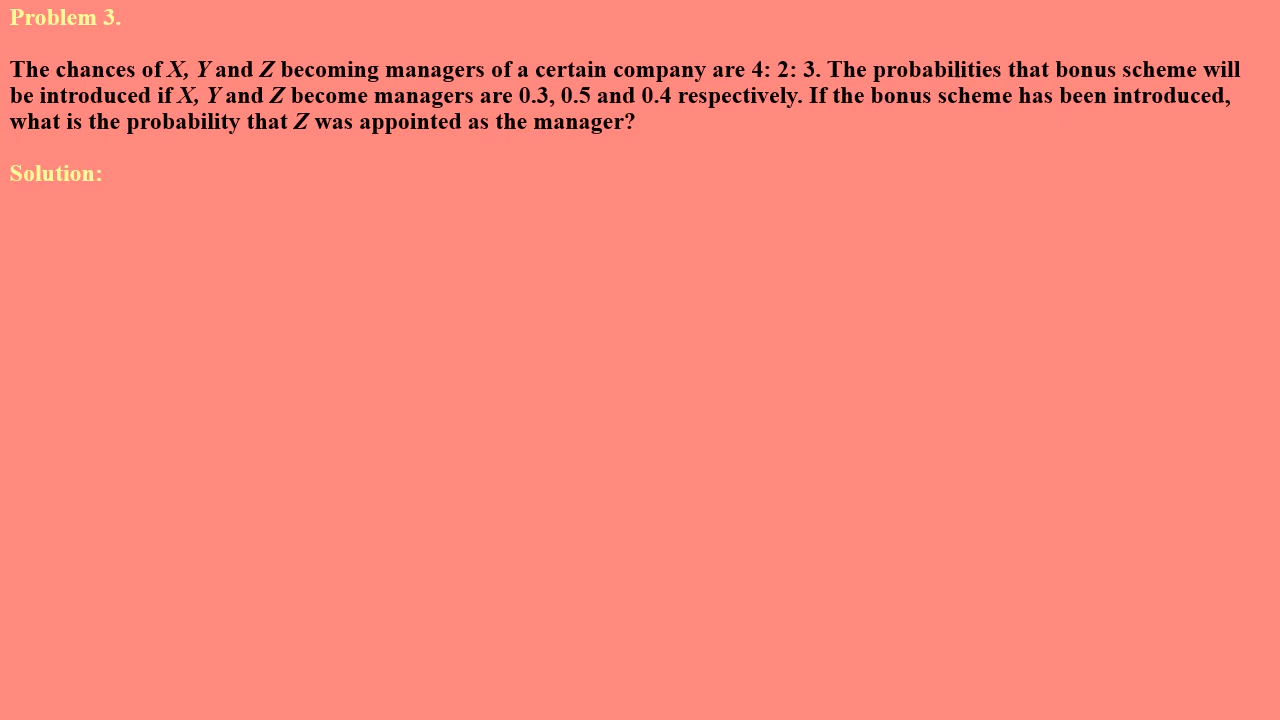 Problem 3.
The chances of X, Y and Z becoming managers of a certain company are 4: 2: 3. The probabilities that bonus scheme will
be introduced if X, Y and Z become managers are 0.3, 0.5 and 0.4 respectively. If the bonus scheme has been introduced,
what is the probability that Z was appointed as the manager?
Solution: